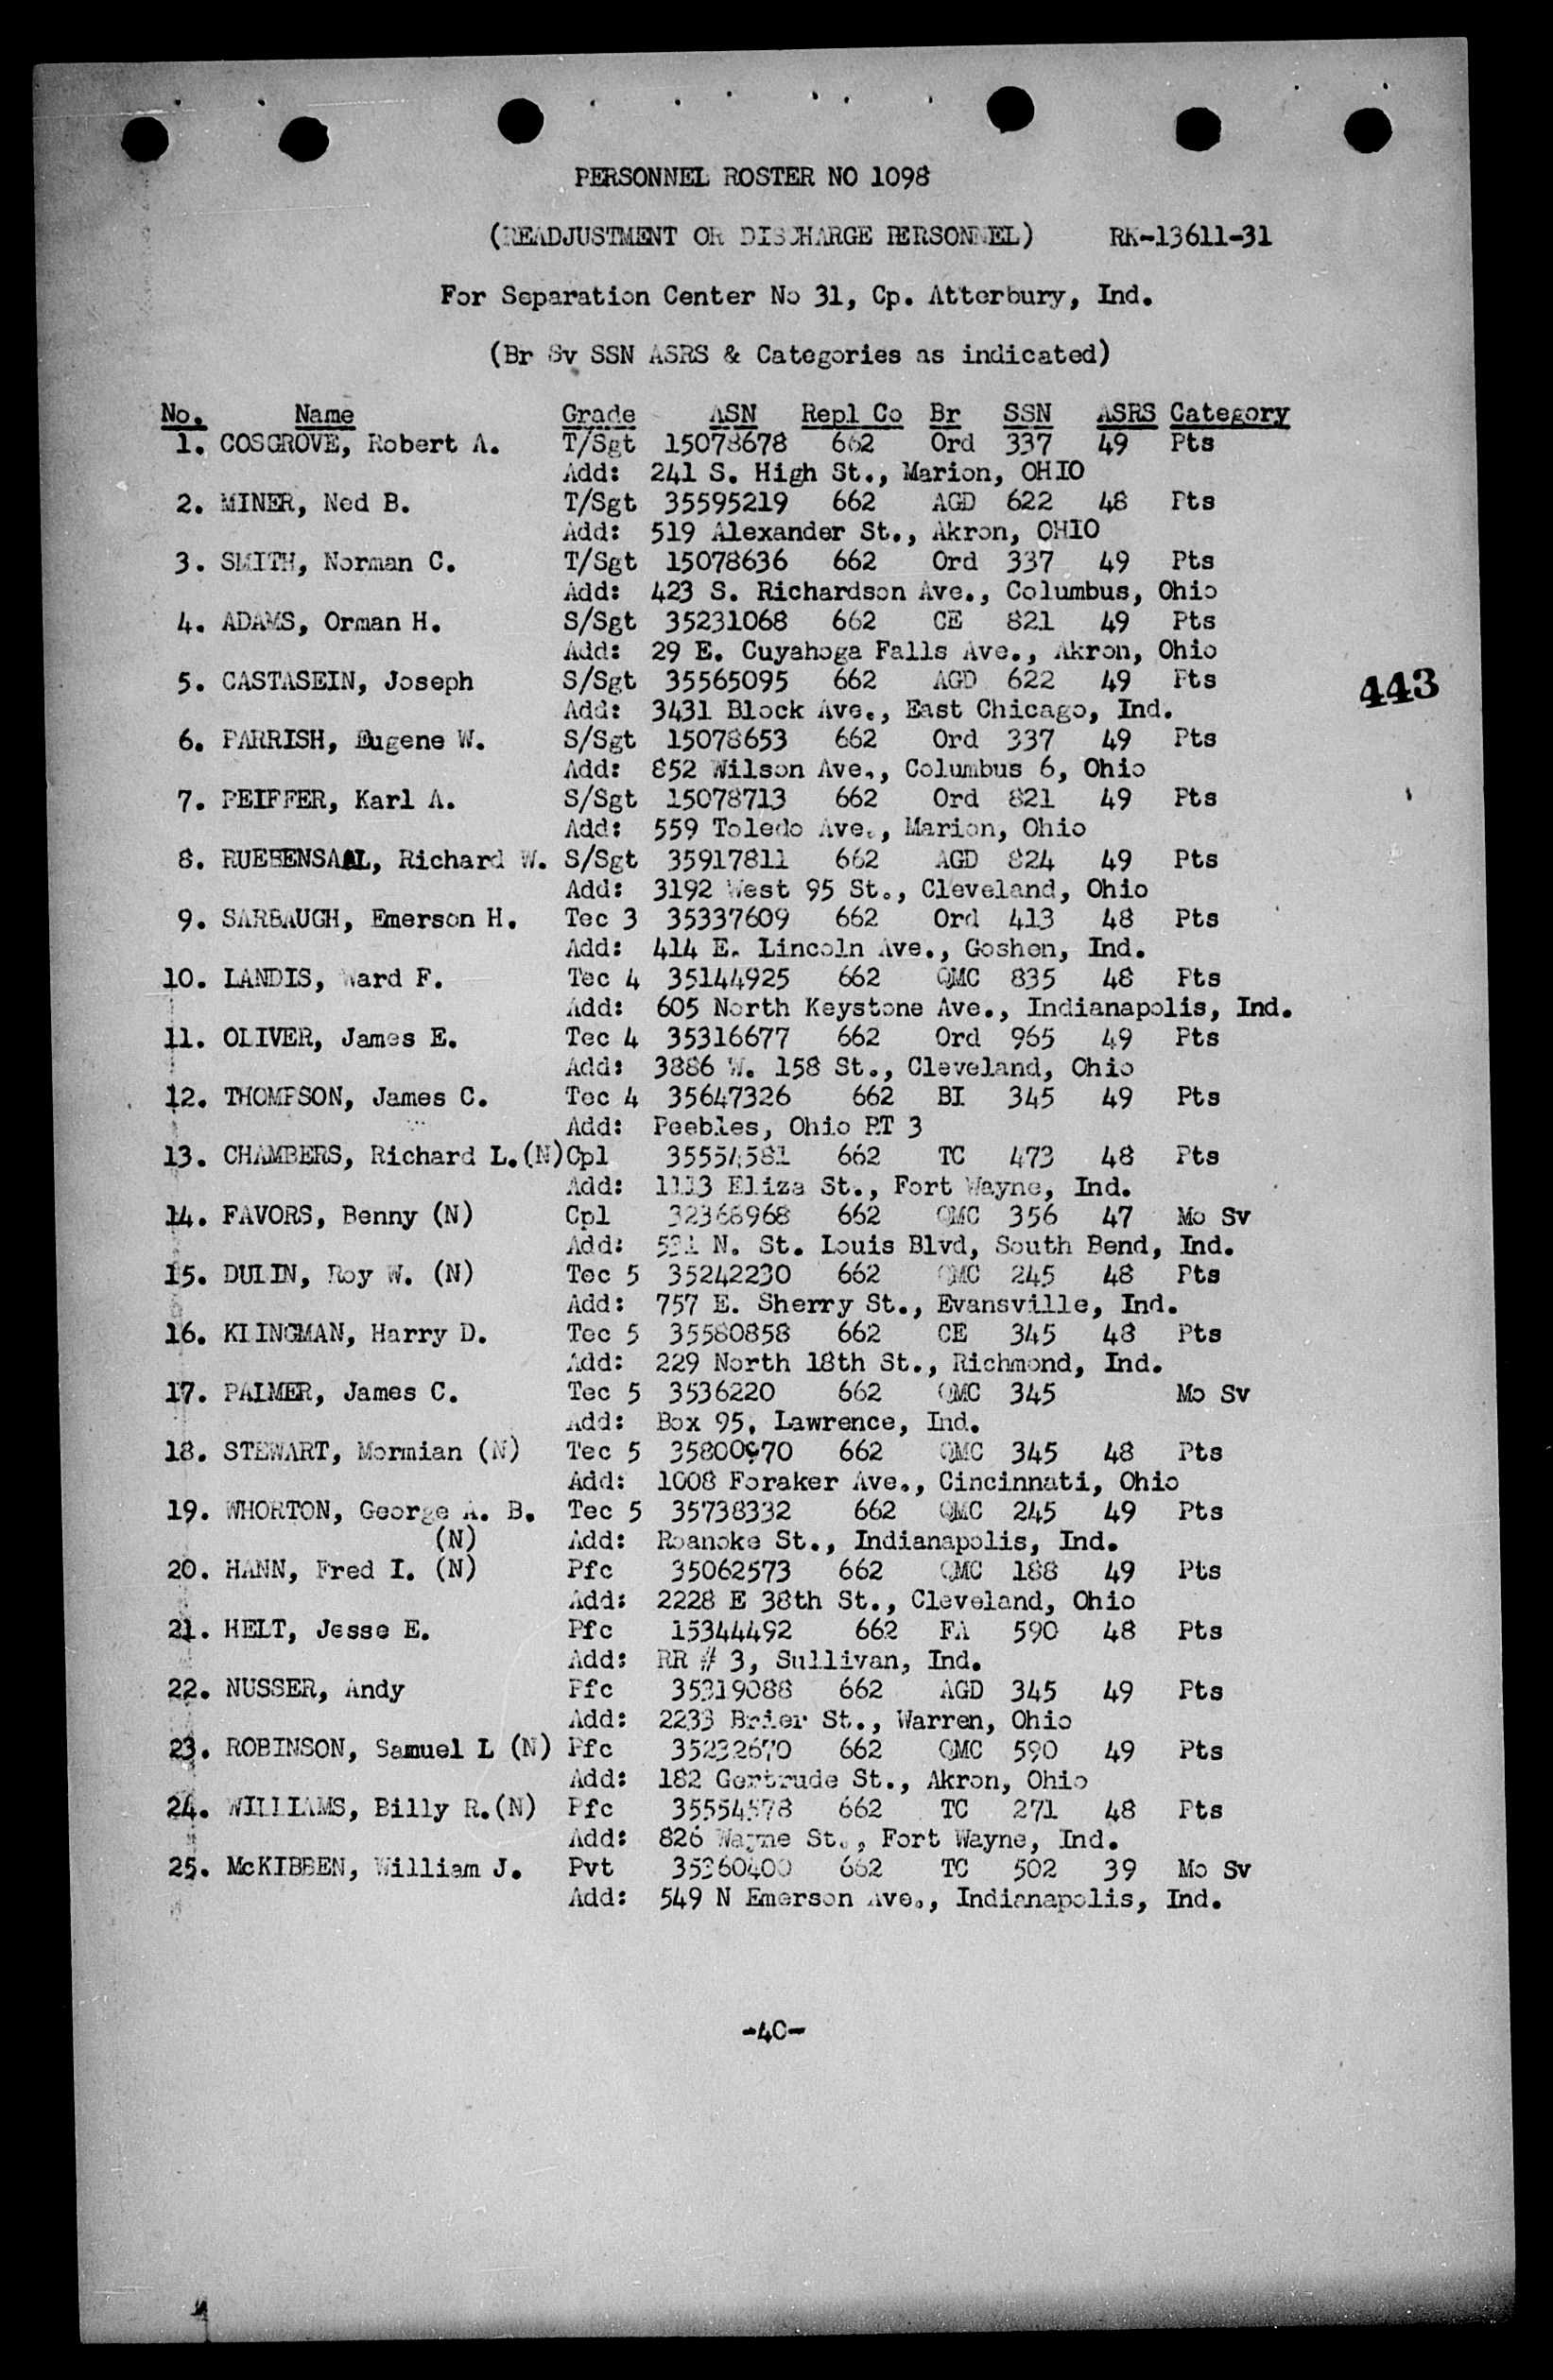 PERSONNEL ROSTER NO 1098
(READJUSTMENT OR DISCHARGE PERSONNEL) RK-13611-31
For Separation Center No 31, Cp. Atterbury, Ind.
(Br Sv SSN ASRS & Categories as indicated)
No. Name Grade ASN Repl Co Br SSN ASRS Category
1. COSGROVE, Robert A. T/Sgt 15078678 662 Ord 337 49 Pts
Add: 241 S. High St., Marion, OHIO
2. MINER, Ned B. T/Sgt 35595219 662 AGD 622 48 Pts
Add: 519 Alexander St., Akron, OHIO
3. SMITH, Norman C. T/Sgt 15078636 662 Ord 337 49 Pts
Add: 423 S. Richardson Ave., Columbus, Ohio
4. ADAMS, Orman H. S/Sgt 35231068 662 CE 821 49 Pts
Add: 29 E. Cuyahoga Falls Ave., Akron, Ohio
5. CASTASEIN, Joseph S/Sgt 35565095 662 AGD 622 49 Pts
443
Add: 3431 Block Ave., East Chicago, Ind.
6. PARRISH, Eugene W. S/Sgt 15078653 662 Ord 337 49 Pts
Add: 852 Wilson Ave., Columbus 6, Ohio
7. PEIFFER, Karl A. S/Sgt 15078713 662 Ord 821 49 Pts
Add: 559 Toledo Ave., Marion, Ohio
8. RUEBENSAAL, Richard W. S/Sgt 35917811 662 AGD 824 49 Pts
Add: 3192 West 95 St., Cleveland, Ohio
9. SARBAUGH, Emerson H. Tec 3 35337609 662 Ord 413 48 Pts
Add: 414 E. Lincoln Ave., Goshen, Ind.
10. LANDIS, Ward F. Tec 4 35144925 662 QMC 835 48 Pts
Add: 605 North Keystone Ave., Indianapolis, Ind.
11. OLIVER, James E. Tec 4 35316677 662 Ord 965 49 Pts
Add: 3886 W. 158 St., Cleveland, Ohio
12. THOMPSON, James C. Tec 4 35647326 662 BI 345 49 Pts
Add: Peebles, Ohio RT 3
13. CHAMBERS, Richard L.(N) Cpl 35554581 662 TC 473 48 Pts
Add: 1113 Eliza St., Fort Wayne, Ind.
14. FAVORS, Benny (N) Cpl 32368968 662 QMC 356 47 Mo Sv
Add: N. St. Louis Blvd, South Bend, Ind.
15. DULIN, Roy W. (N) Tec 5 35242230 662 QMC 245 48 Pts
Add: 757 E. Sherry St., Evansville, Ind.
16. KLINGMAN, Harry D. Tec 5 35580858 662 CE 345 48 Pts
Add: 229 North 18th St., Richmond, Ind.
17. PALMER, James C. Tec 5 3536220 662 QMC 345 Mo Sv
Add: Box 95, Lawrence, Ind.
18. STEWART, Mormian (N) Tec 5 35800970 662 QMC 345 48 Pts
Add: 1008 Foraker Ave., Cincinnati, Ohio
19. WHORTON, George A. B. Tec 5 35738332 662 QMC 245 49 Pts
(N) Add: Roanoke St., Indianapolis, Ind.
20. HANN, Fred I. (N) Pfc 35062573 662 QMC 188 49 Pts
Add: 2228 E 38th St., Cleveland, Ohio
21. HELT, Jesse E. Pfc 15344492 662 FA 590 48 Pts
Add: RR # 3, Sullivan, Ind.
22. NUSSER, Andy Pfc 35319088 662 AGD 345 49 Pts
Add: 2233 Brier St., Warren, Ohio
23. ROBINSON, Samuel L (N) Pfc 35232670 662 QMC 590 49 Pts
Add: 182 Gertrude St., Akron, Ohio
24. WILLIAMS, Billy R.(N) Pfc 35554578 662 TC 271 48 Pts
Add: 826 Wayne St., Fort Wayne, Ind.
25. McKIBBEN, William J. Pvt 35360400 662 TC 502 39 Mo Sv
Add: 549 N Emerson Ave., Indianapolis, Ind.
-40-